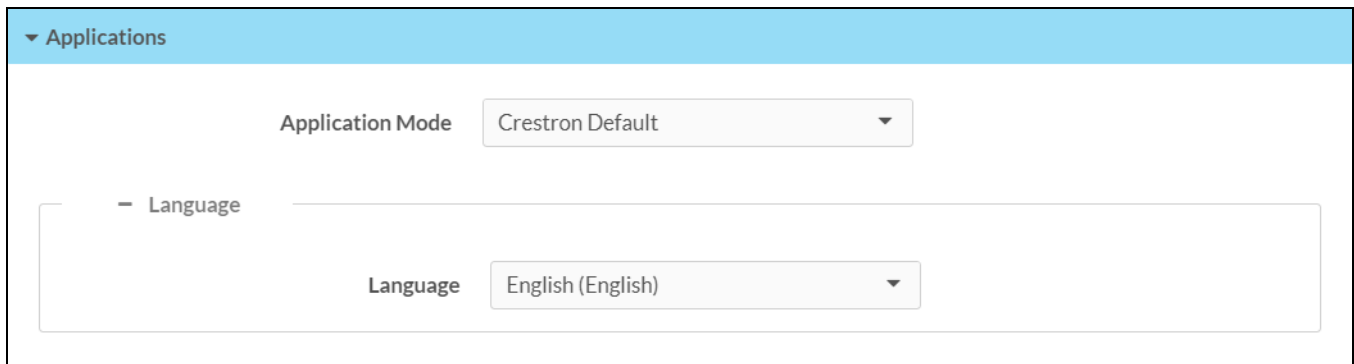 Applications
Application Mode Crestron Default
Language
Language English (English)